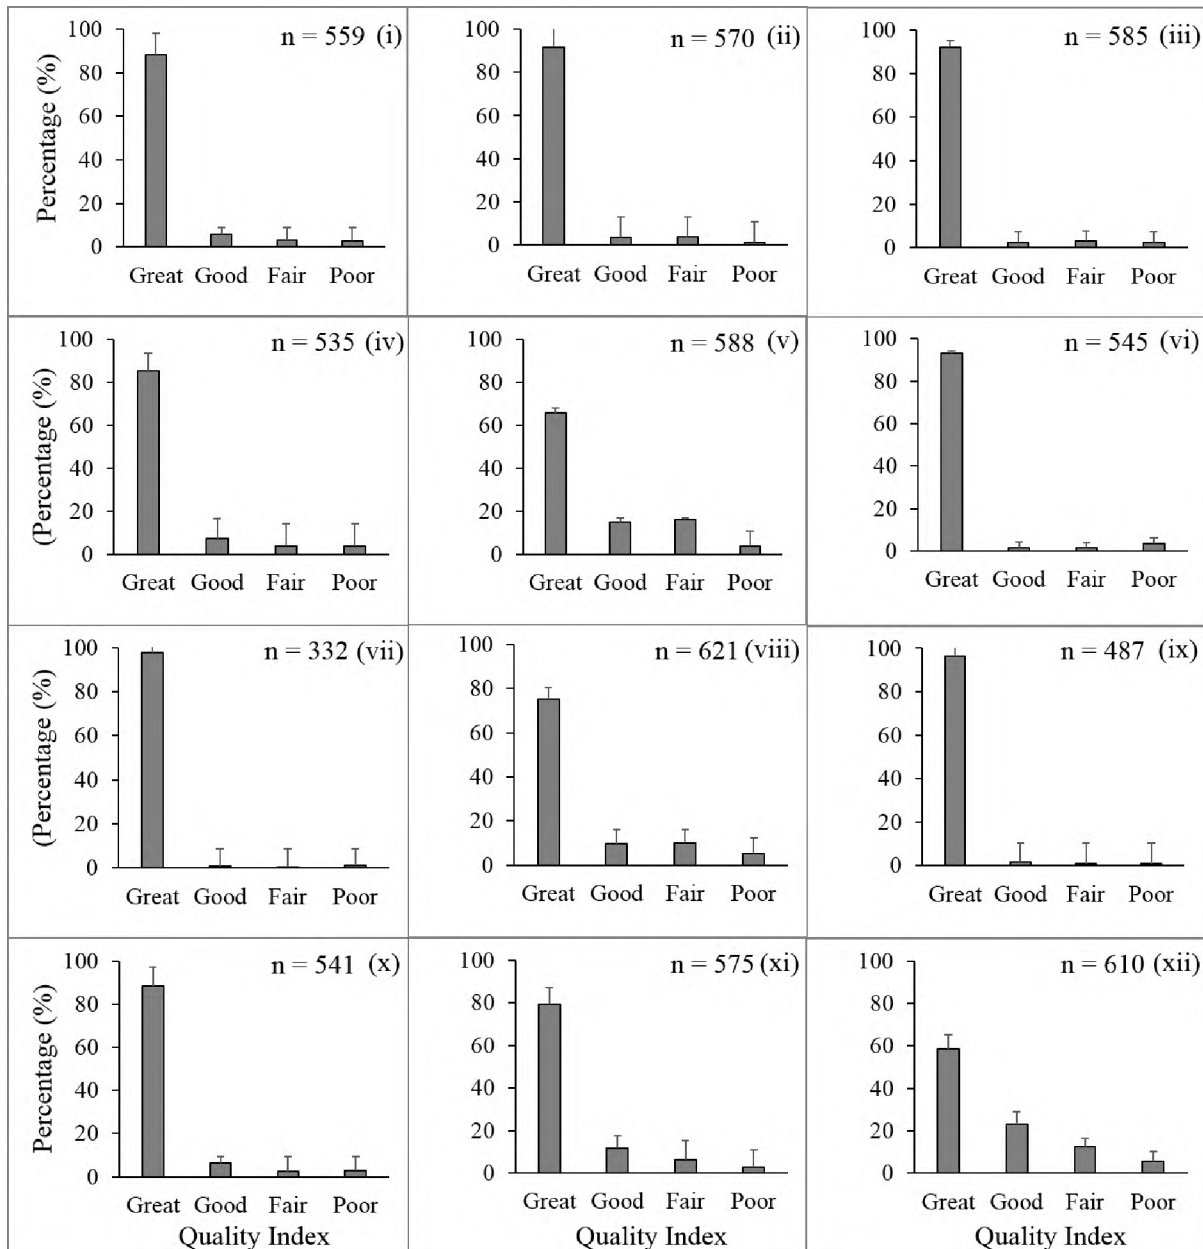 n = 559 (i)
100
80
60
40
20
0
Percentage (%)
Great Good Fair Poor
n = 570 (ii)
100
80
60
40
20
0
Great Good Fair Poor
n = 585 (iii)
100
80
60
40
20
0
Great Good Fair Poor
n = 535 (iv)
100
80
60
40
20
0
(Percentage (%)
Great Good Fair Poor
n = 588 (v)
100
80
60
40
20
0
Great Good Fair Poor
n = 545 (vi)
100
80
60
40
20
0
Great Good Fair Poor
n = 332 (vii)
100
80
60
40
20
0
(Percentage (%)
Great Good Fair Poor
n = 621 (viii)
100
80
60
40
20
0
Great Good Fair Poor
n = 487 (ix)
100
80
60
40
20
0
Great Good Fair Poor
n = 541 (x)
100
80
60
40
20
0
Percentage (%)
Great Good Fair Poor
Quality Index
n = 575 (xi)
100
80
60
40
20
0
Great Good Fair Poor
n = 610 (xii)
100
80
60
40
20
0
Great Good Fair Poor
Quality Index